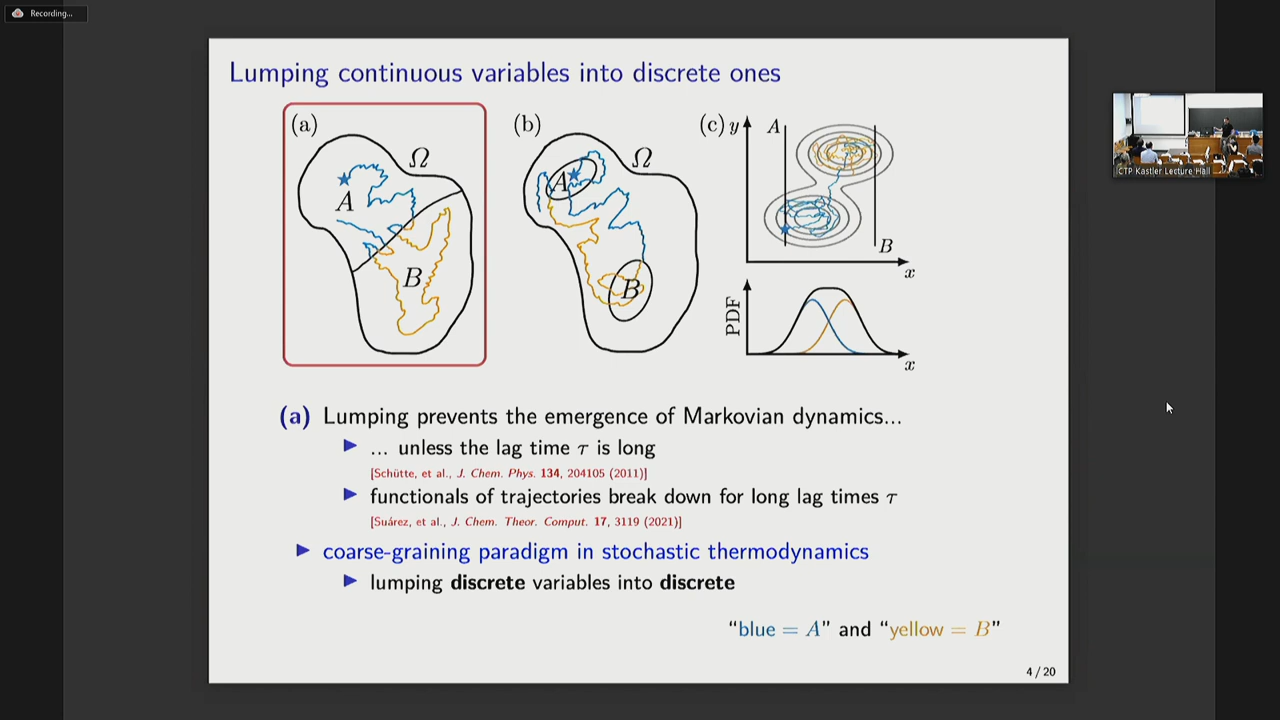 Recording...
Lumping continuous variables into discrete ones
(a)
Ω
A
B
(b)
Ω
A
B
(c)
y
A
B
x
PDF
x
CTP Kastler Lecture Hall
(a) Lumping prevents the emergence of Markovian dynamics...
... unless the lag time τ is long
[Schütte, et al., J. Chem. Phys. 134, 204105 (2011)]
functionals of trajectories break down for long lag times τ
[Suárez, et al., J. Chem. Theor. Comput. 17, 3119 (2021)]
coarse-graining paradigm in stochastic thermodynamics
lumping discrete variables into discrete
“blue = A” and “yellow = B”
4 / 20